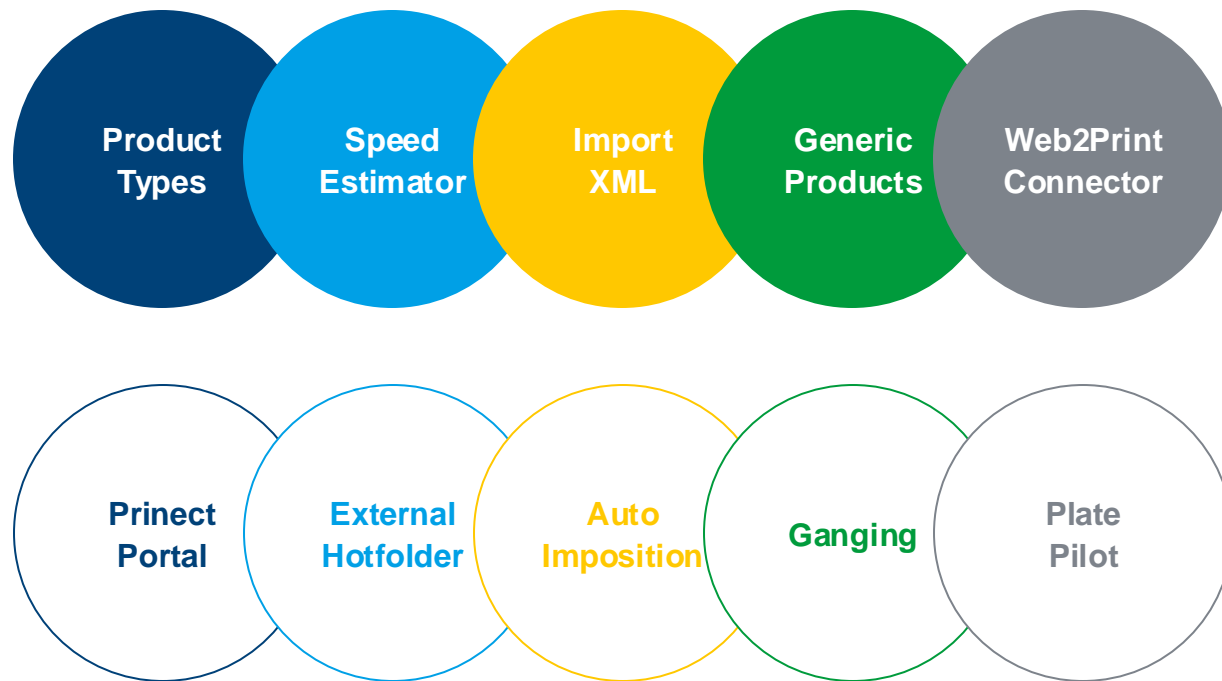 Product
Types
Speed
Estimator
Import
XML
Generic
Products
Web2Print
Connector
Prinect
Portal
External
Hotfolder
Auto
Imposition
Ganging
Plate
Pilot